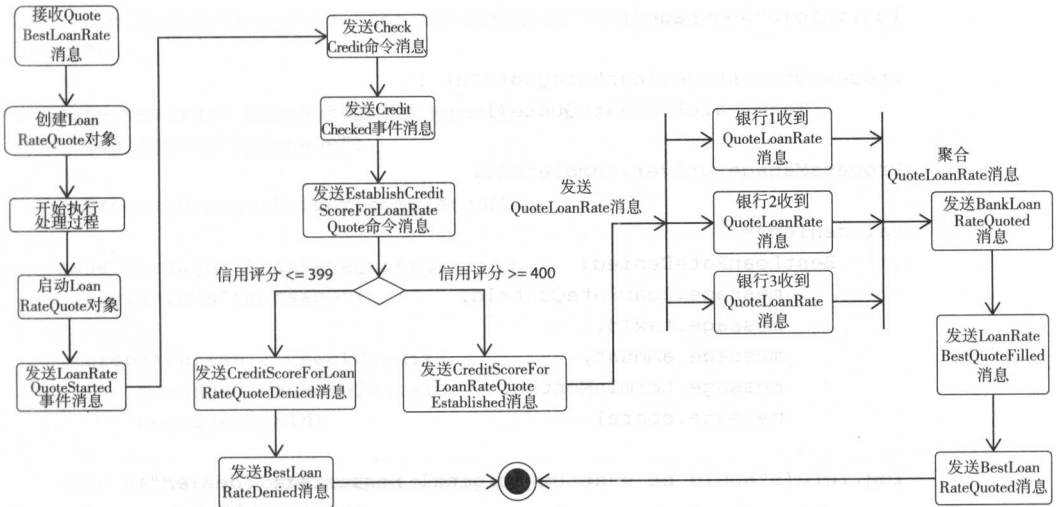 接收Quote
BestLoanRate
消息
创建Loan
RateQuote对象
开始执行
处理过程
启动Loan
RateQuote对象
发送LoanRate
QuoteStarted
事件消息
发送Check
Credit命令消息
发送Credit
Checked事件消息
发送EstablishCredit
ScoreForLoanRate
Quote命令消息
信用评分 <= 399
信用评分 >= 400
发送CreditScoreForLoan
RateQuoteDenied消息
发送CreditScoreFor
LoanRateQuote
Established消息
发送BestLoan
RateDenied消息
发送
QuoteLoanRate消息
银行1收到
QuoteLoanRate
消息
银行2收到
QuoteLoanRate
消息
银行3收到
QuoteLoanRate
消息
聚合
QuoteLoanRate消息
发送BankLoan
RateQuoted
消息
发送LoanRate
BestQuoteFilled
消息
发送BestLoan
RateQuoted消息